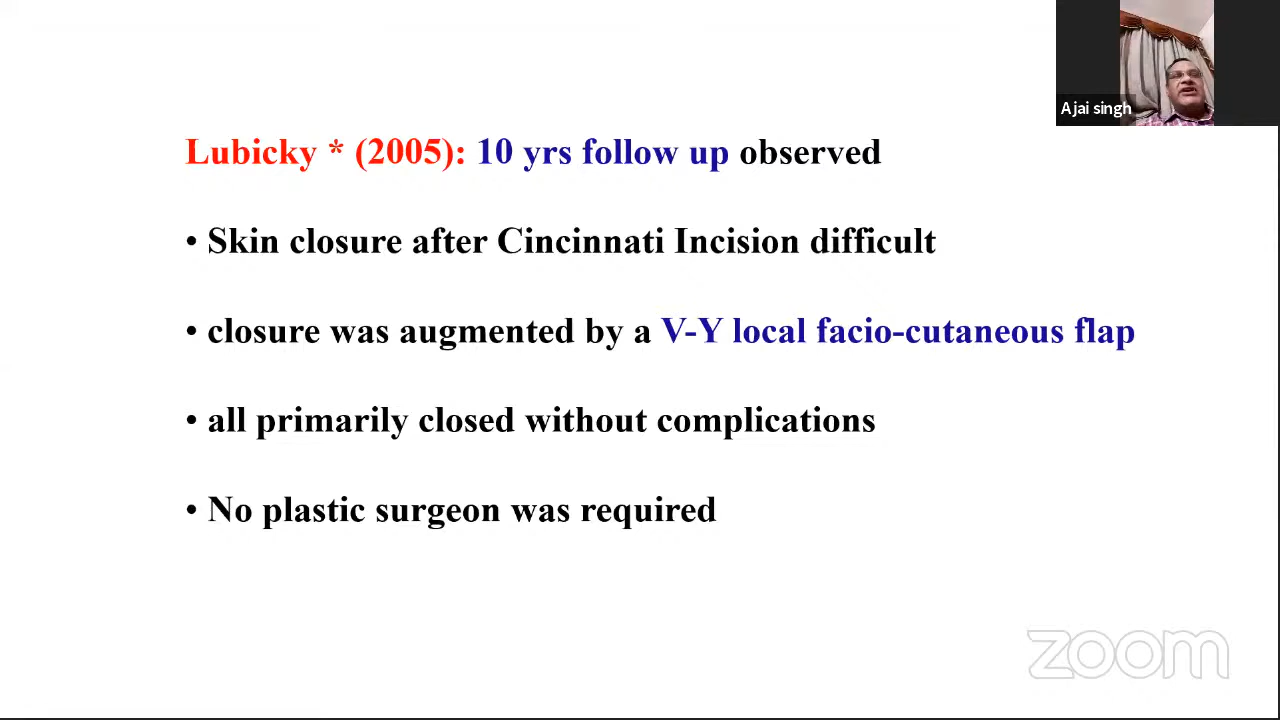 Ajai singh
Lubicky * (2005): 10 yrs follow up observed
• Skin closure after Cincinnati Incision difficult
• closure was augmented by a V-Y local facio-cutaneous flap
• all primarily closed without complications
• No plastic surgeon was required
zoom